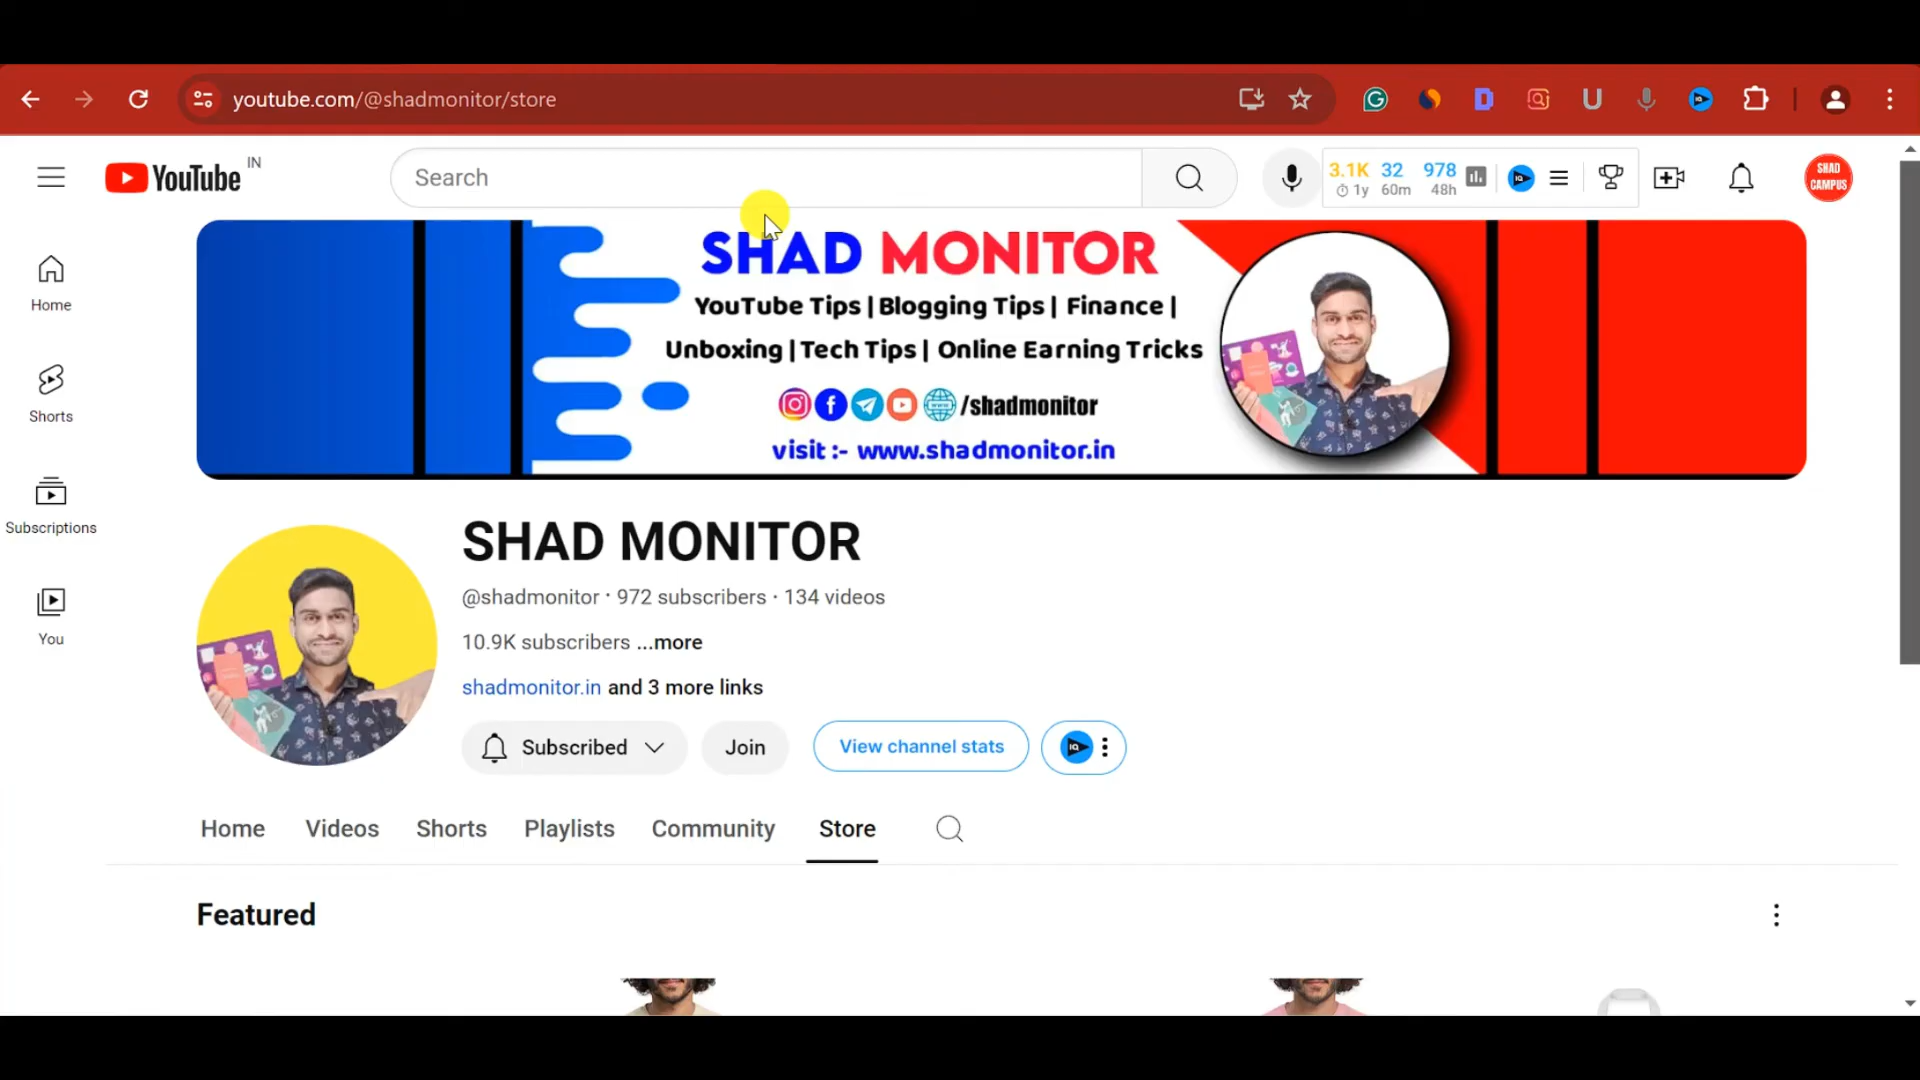 youtube.com/@shadmonitor/store
YouTube IN
Search
3.1K 32 978
1y 60m 48h
SHAD CAMPUS
Home
Shorts
Subscriptions
You
SHAD MONITOR
YouTube Tips | Blogging Tips | Finance |
Unboxing | Tech Tips | Online Earning Tricks
/shadmonitor
visit :- www.shadmonitor.in
SHAD MONITOR
@shadmonitor · 972 subscribers · 134 videos
10.9K subscribers ...more
shadmonitor.in and 3 more links
Subscribed
Join
View channel stats
IQ
Home Videos Shorts Playlists Community Store
Featured